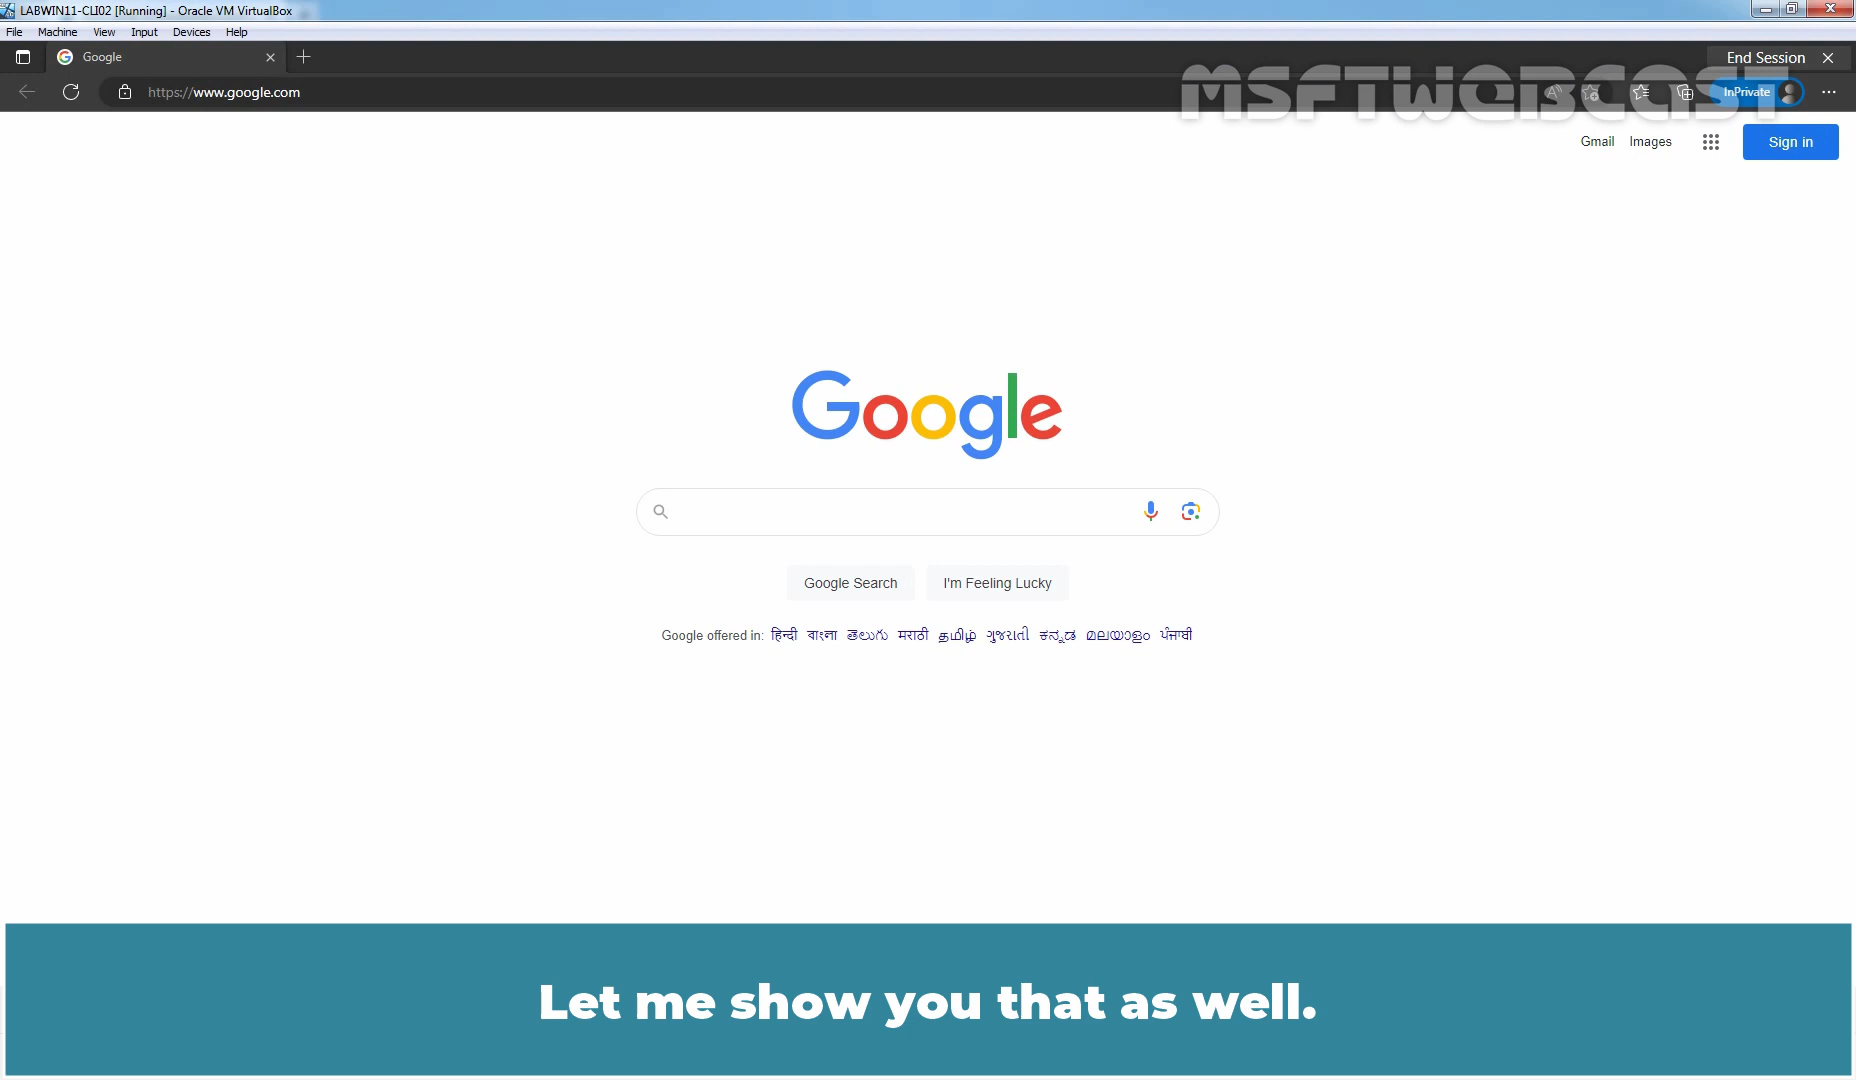 LABWIN11-CLI02 [Running] - Oracle VM VirtualBox
File Machine View Input Devices Help
Google
End Session
https://www.google.com
InPrivate
MSFTWEBCAST
Gmail Images Sign in
Google
Google Search I'm Feeling Lucky
Google offered in: हिन्दी বাংলা తెలుగు मराठी தமிழ் ગુજરાતી ಕನ್ನಡ മലയാളം ਪੰਜਾਬੀ
Let me show you that as well.